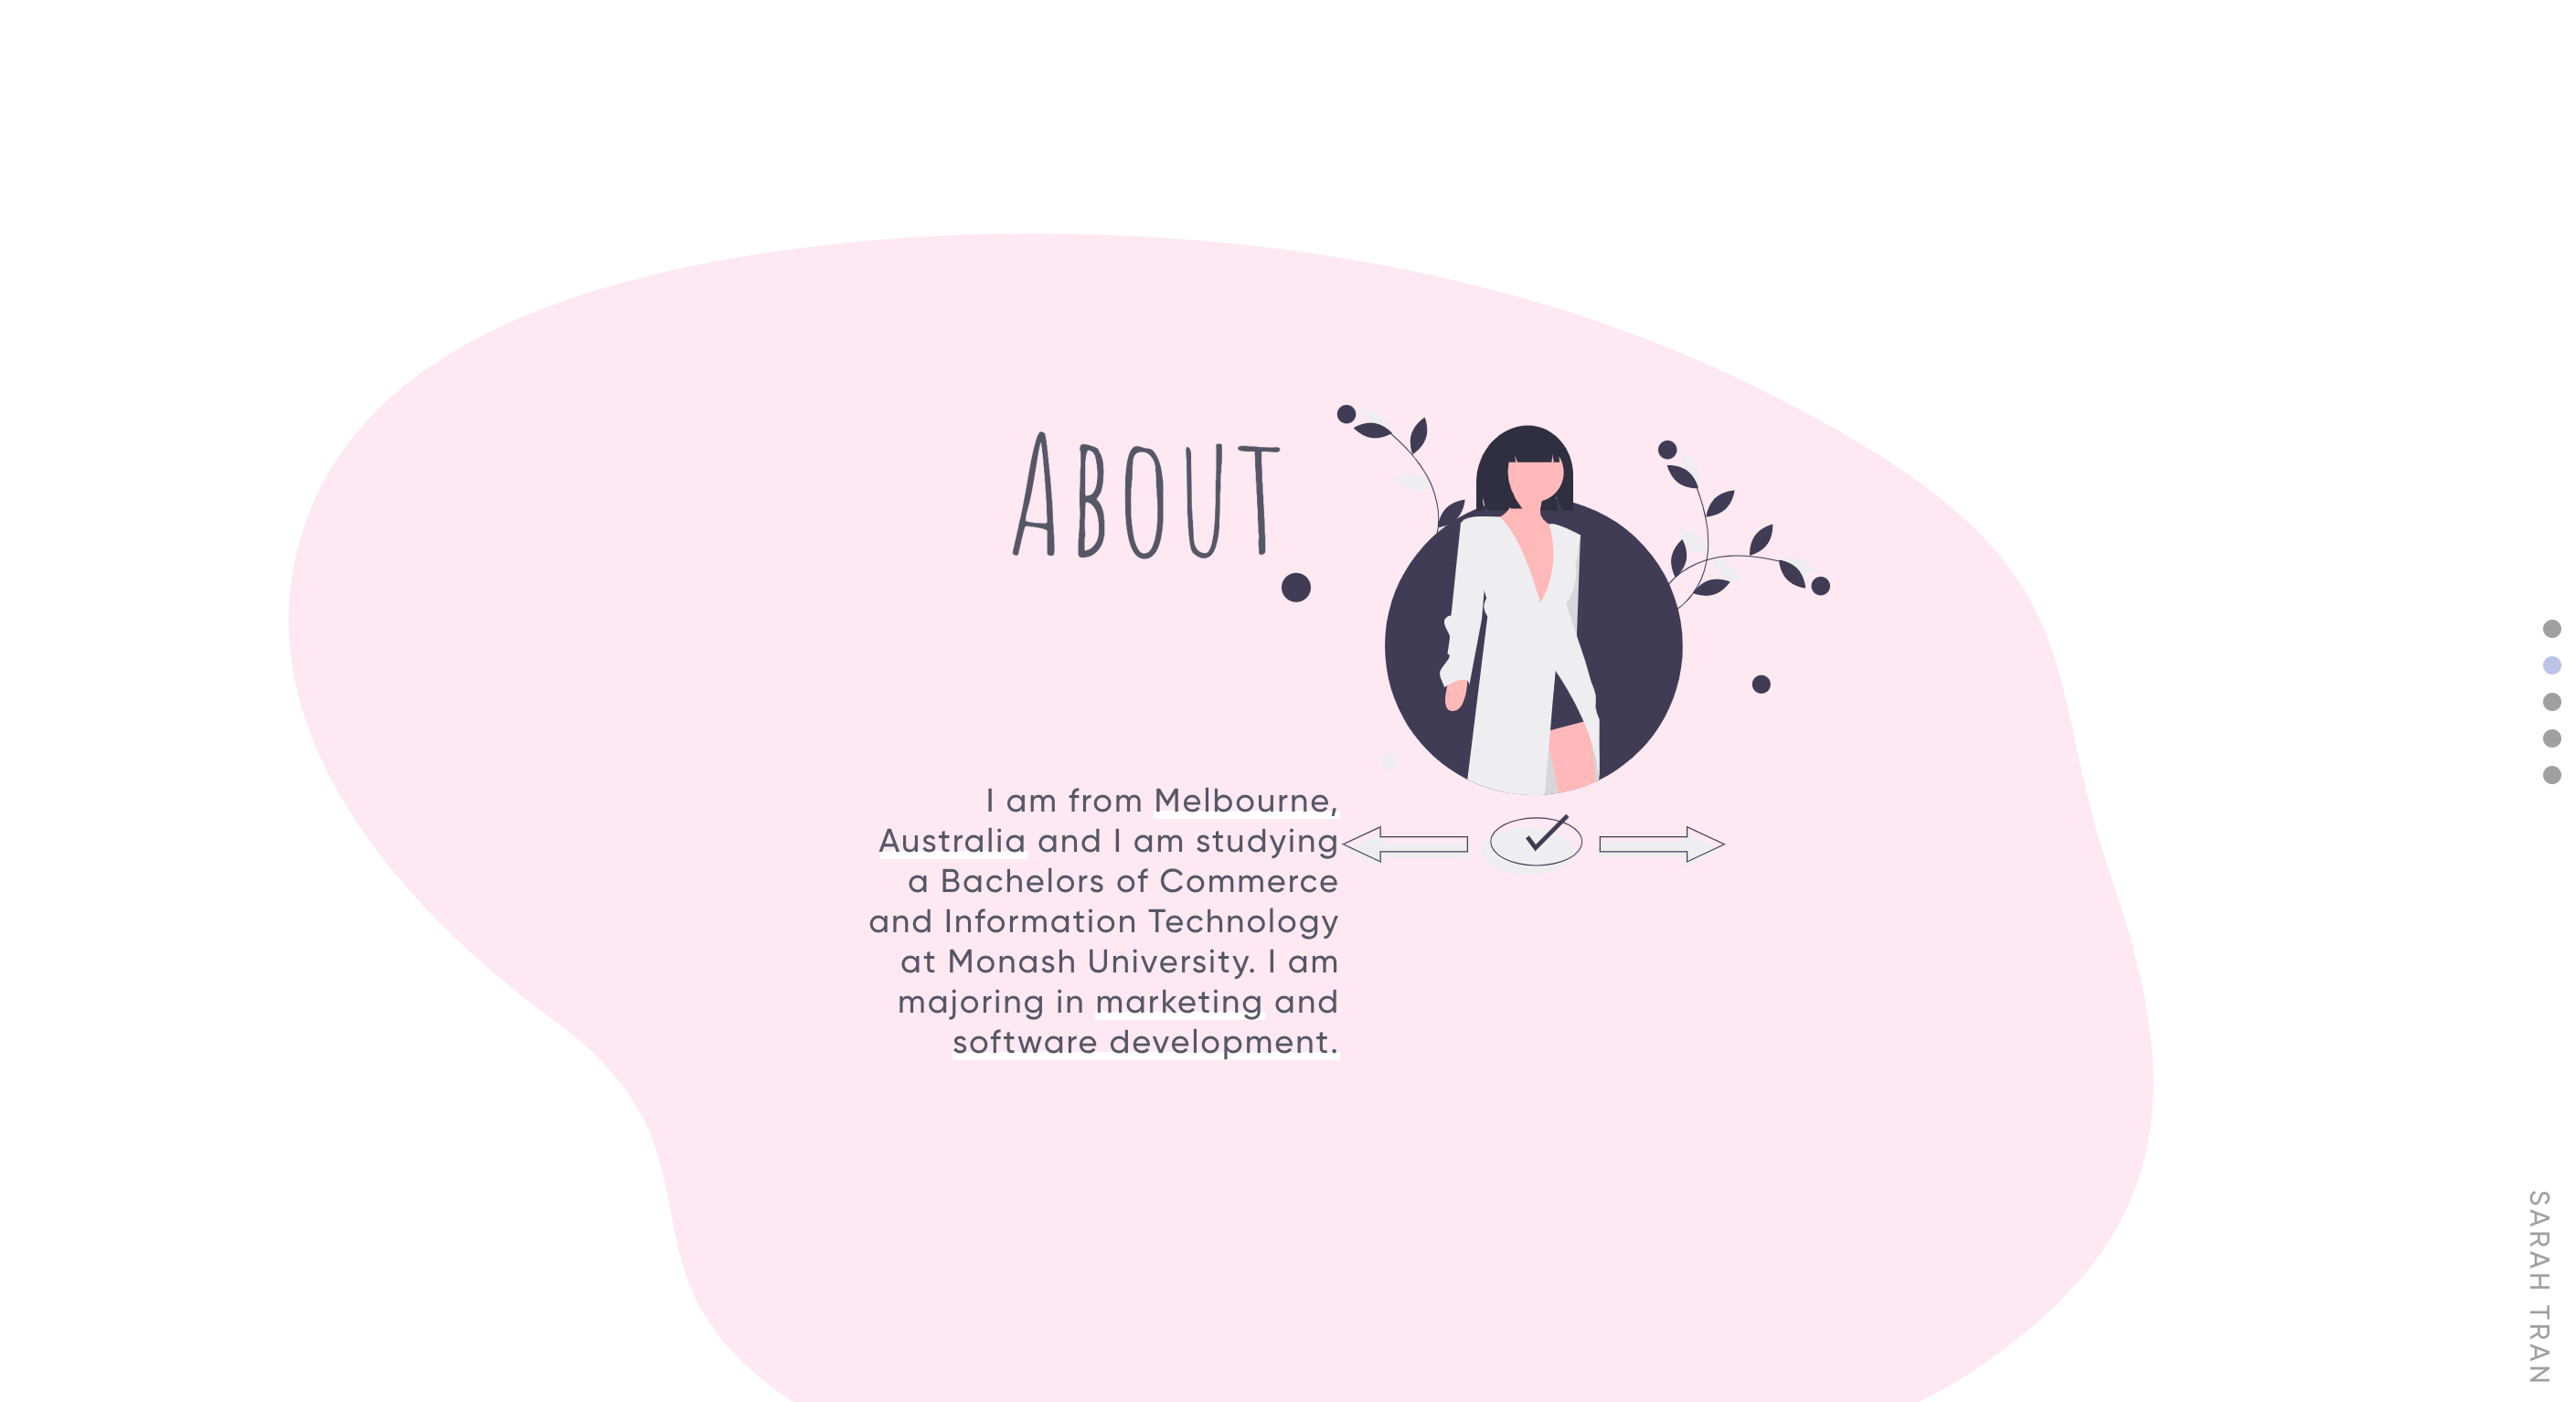 ABOUT
I am from Melbourne,
Australia and I am studying
a Bachelors of Commerce
and Information Technology
at Monash University. I am
majoring in marketing and
software development.
SARAH TRAN